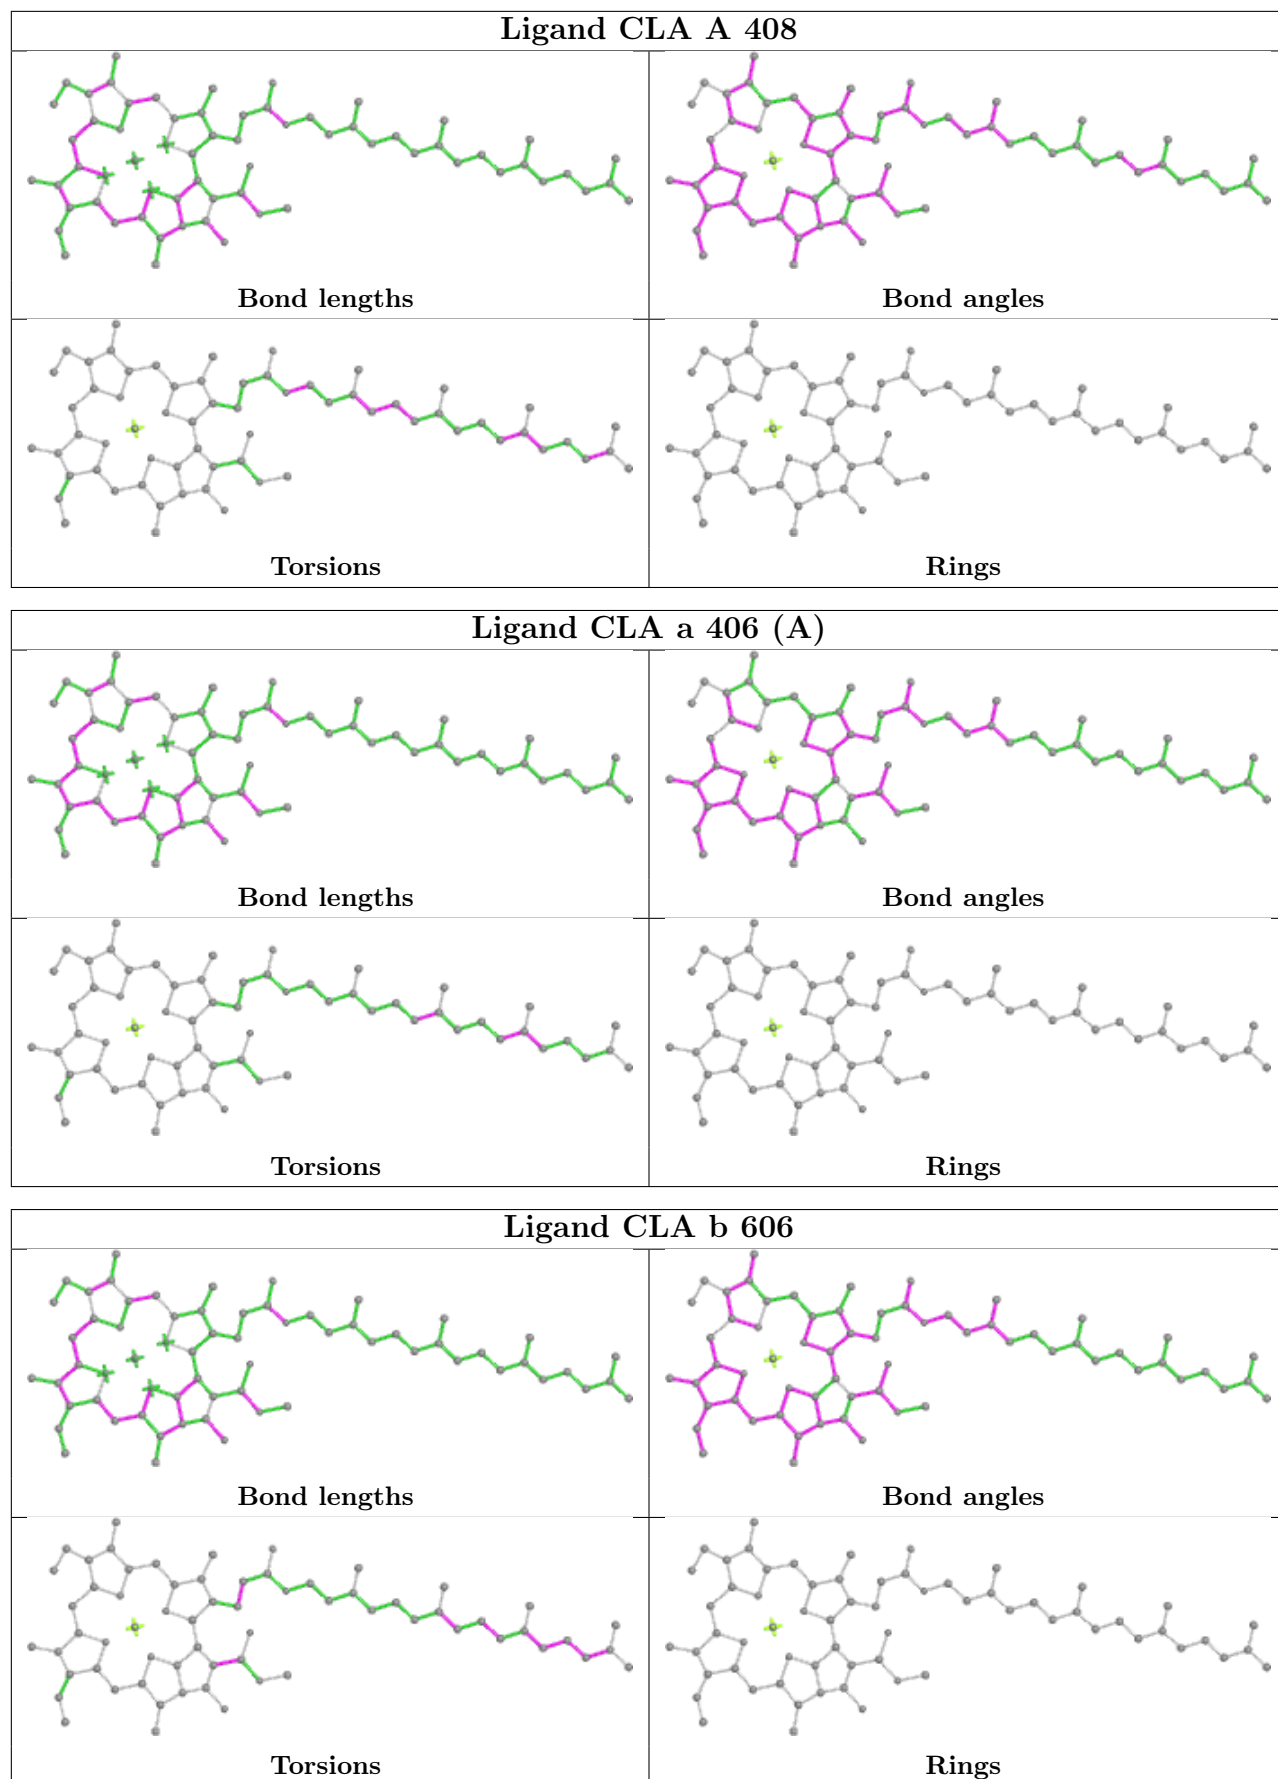 Ligand CLA A 408
Bond lengths
Bond angles
Torsions
Rings
Ligand CLA a 406 (A)
Bond lengths
Bond angles
Torsions
Rings
Ligand CLA b 606
Bond lengths
Bond angles
Torsions
Rings